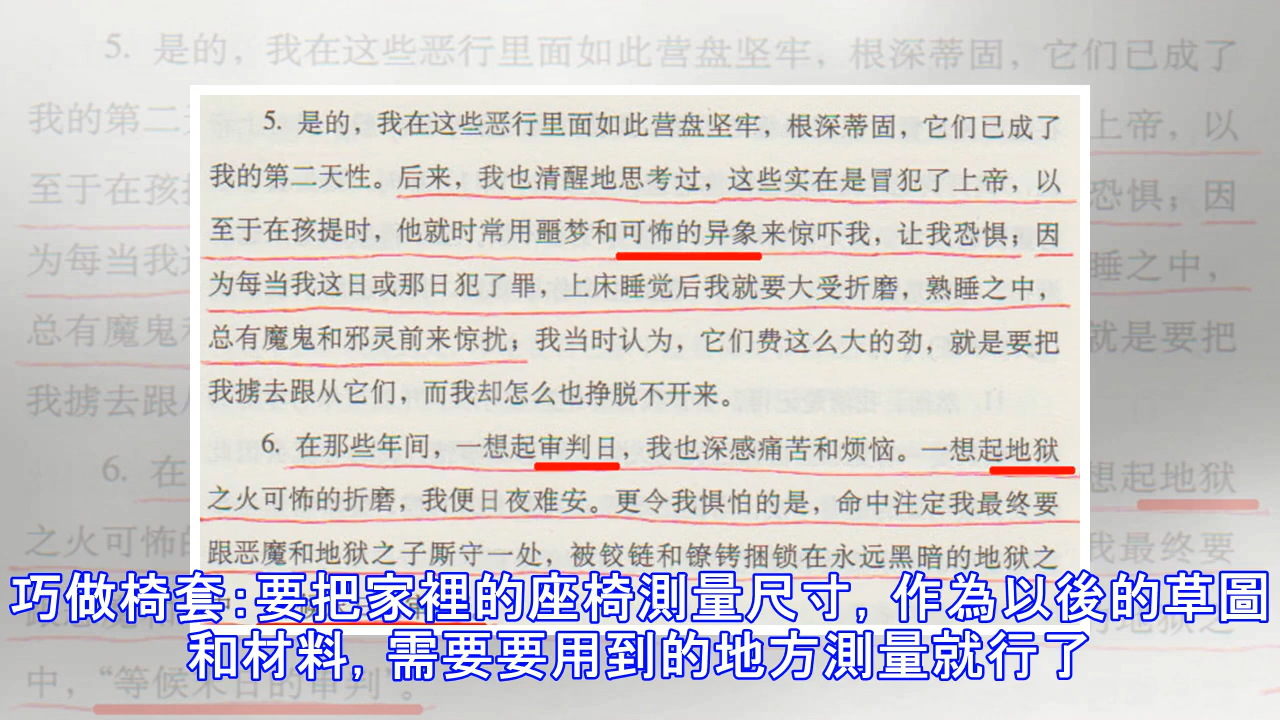 5. 是的，我在这些恶行里面如此营盘坚牢，根深蒂固，它们已成了
我的第二天性。后来，我也清醒地思考过，这些实在是冒犯了上帝，以
至于在孩提时，他就时常用噩梦和可怖的异象来惊吓我，让我恐惧；因
为每当我这日或那日犯了罪，上床睡觉后我就要大受折磨，熟睡之中，
总有魔鬼和邪灵前来惊扰；我当时认为，它们费这么大的劲，就是要把
我掳去跟从它们，而我却怎么也挣脱不开来。
6. 在那些年间，一想起审判日，我也深感痛苦和烦恼。一想起地狱
之火可怖的折磨，我便日夜难安。更令我惧怕的是，命中注定我最终要
跟恶魔和地狱之子厮守一处，被铰链和镣铐捆锁在永远黑暗的地狱之
中，“等候末日的审判”。
巧做椅套:要把家裡的座椅測量尺寸, 作為以後的草圖
和材料, 需要要用到的地方測量就行了